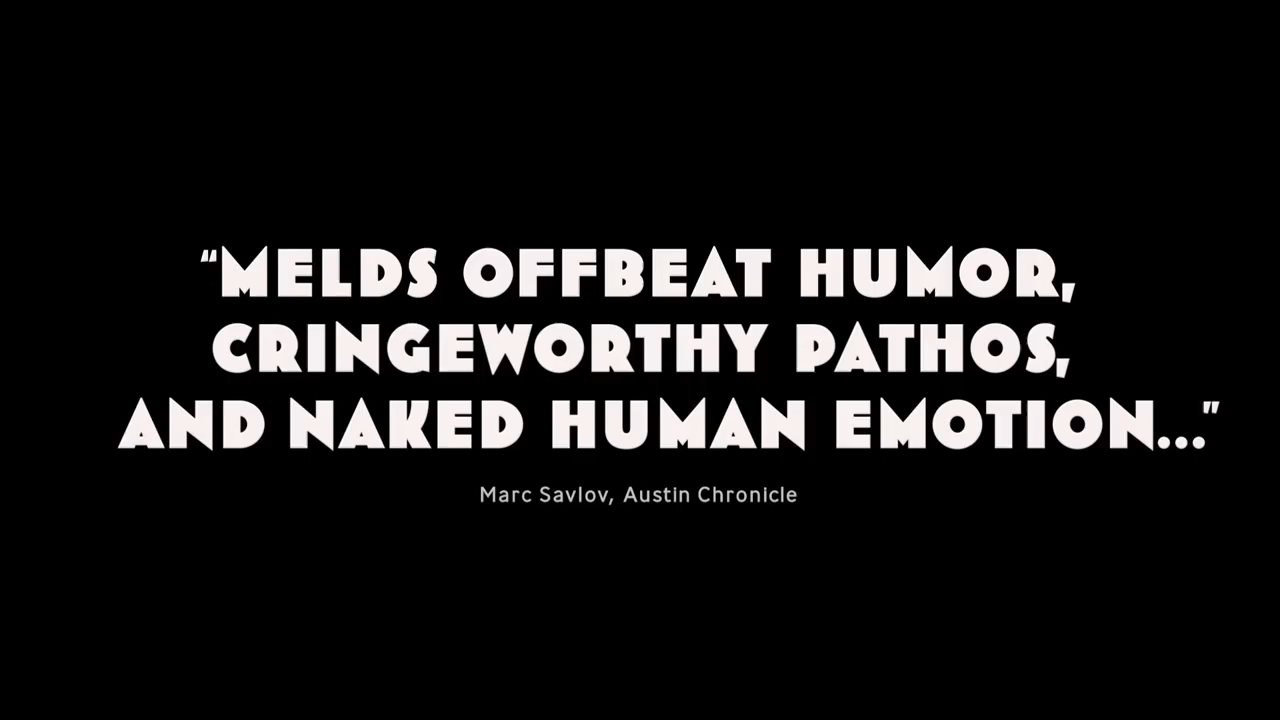 “MELDS OFFBEAT HUMOR,
CRINGEWORTHY PATHOS,
AND NAKED HUMAN EMOTION...”
Marc Savlov, Austin Chronicle